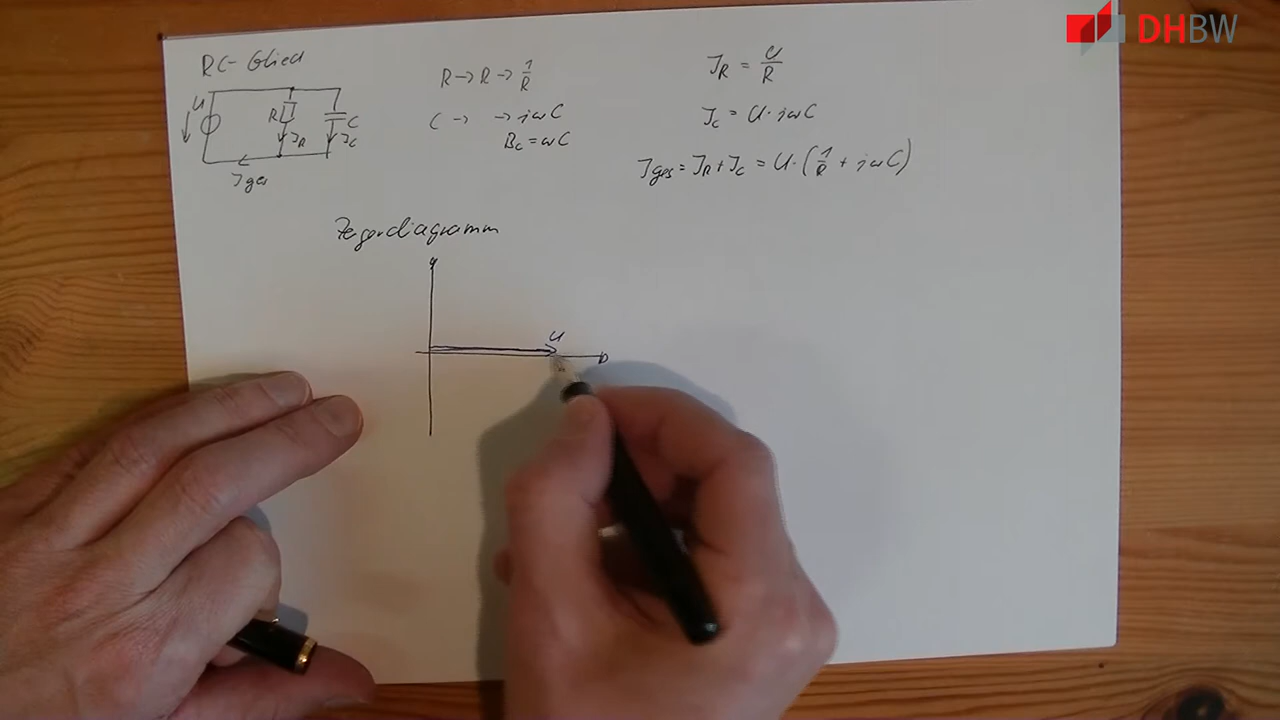 DHBW
RC-Glied
U R I_R C I_C
I_ges
R → R → 1/R
C → → jωC
B_C = ωC
I_R = U/R
I_C = U · jωC
I_ges = I_R + I_C = U · (1/R + jωC)
Zeigerdiagramm
U